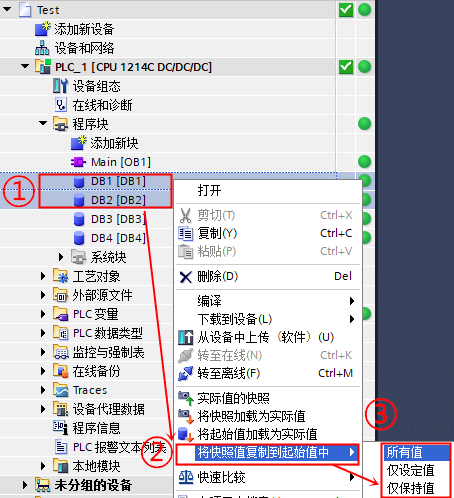 Test
添加新设备
设备和网络
PLC_1 [CPU 1214C DC/DC/DC]
设备组态
在线和诊断
程序块
添加新块
Main [OB1]
① DB1 [DB1]
DB2 [DB2]
DB3 [DB3]
DB4 [DB4]
系统块
工艺对象
外部源文件
PLC 变量
PLC 数据类型
监控与强制表
在线备份
Traces
设备代理数据
程序信息
PLC 报警文本列表
本地模块
未分组的设备
打开
剪切(T) Ctrl+X
复制(Y) Ctrl+C
粘贴(P) Ctrl+V
删除(D) Del
编译
下载到设备(L)
从设备中上传（软件）(U)
转至在线(N) Ctrl+K
转至离线(F) Ctrl+M
实际值的快照
将快照加载为实际值
将起始值加载为实际值
② 将快照值复制到起始值中
快速比较
③
所有值
仅设定值
仅保持值